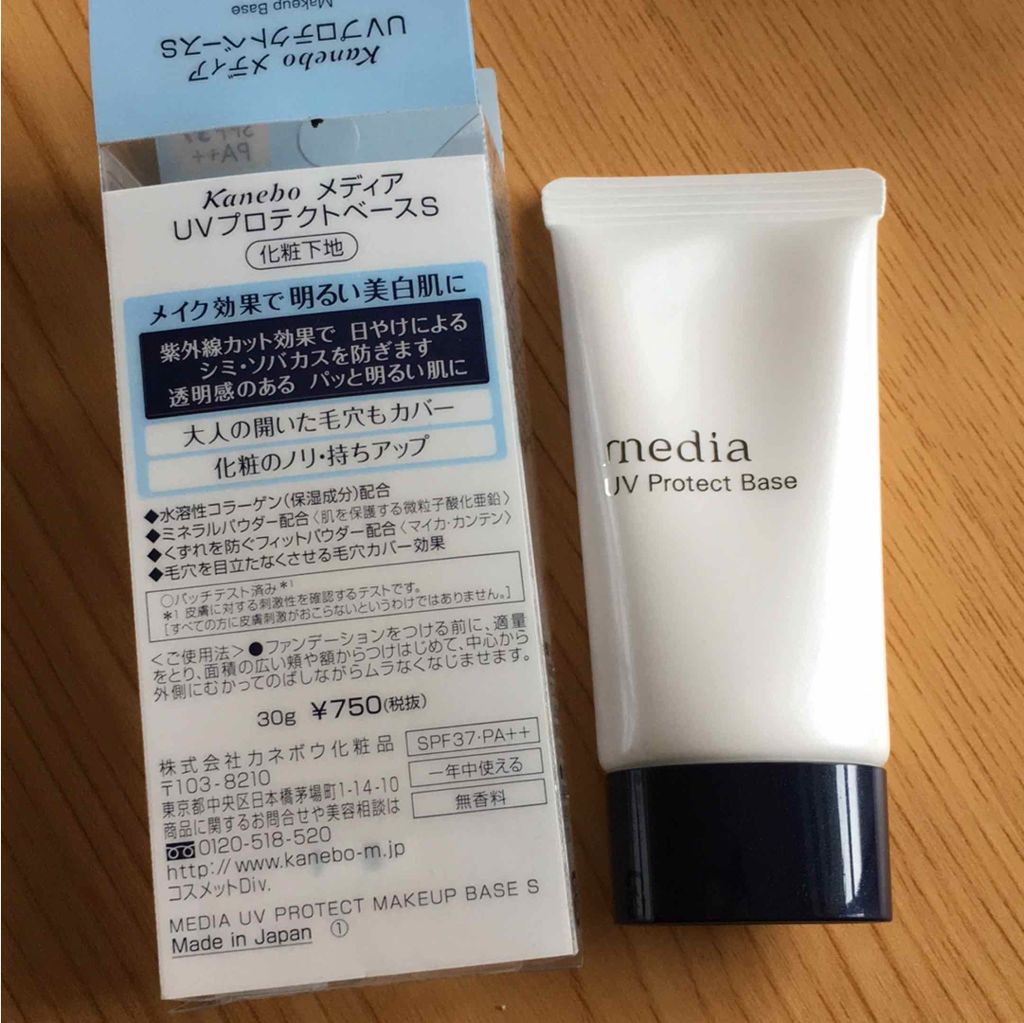 Makeup Base
UVプロテクトベースS
Kanebo メディア
PA++
Kanebo メディア
UVプロテクトベースS
化粧下地
メイク効果で 明るい美白肌に
紫外線カット効果で 日やけによる
シミ・ソバカスを防ぎます
透明感のある パッと明るい肌に
大人の開いた毛穴もカバー
化粧のノリ・持ちアップ
◆水溶性コラーゲン(保湿成分)配合
◆ミネラルパウダー配合〈肌を保護する微粒子酸化亜鉛〉
◆くずれを防ぐフィットパウダー配合〈マイカ・カンテン〉
◆毛穴を目立たなくさせる毛穴カバー効果
○パッチテスト済み*1
*1 皮膚に対する刺激性を確認するテストです。
[すべての方に皮膚刺激がおこらないというわけではありません。]
<ご使用法> ●ファンデーションをつける前に、適量
をとり、面積の広い頬や額からつけはじめて、中心から
外側にむかってのばしながらムラなくなじませます。
30g ¥750(税抜)
株式会社カネボウ化粧品
〒103-8210
東京都中央区日本橋茅場町1-14-10
商品に関するお問合せや美容相談は
0120-518-520
http://www.kanebo-m.jp
コスメットDiv.
SPF37・PA++
一年中使える
無香料
MEDIA UV PROTECT MAKEUP BASE S
Made in Japan ①
media
UV Protect Base